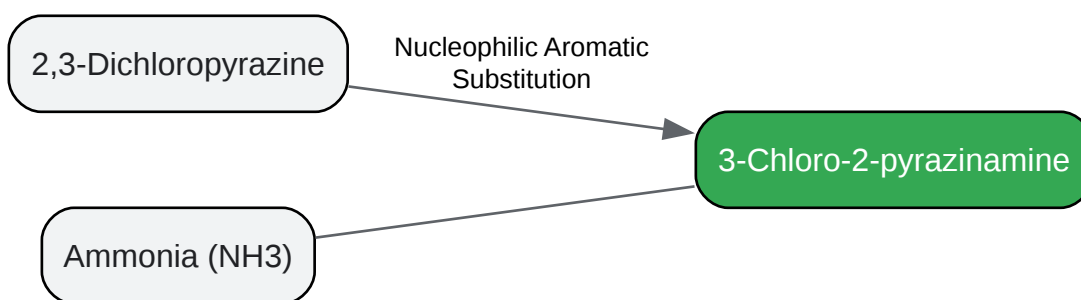 2,3-Dichloropyrazine
Nucleophilic Aromatic
Substitution
3-Chloro-2-pyrazinamine
Ammonia (NH3)